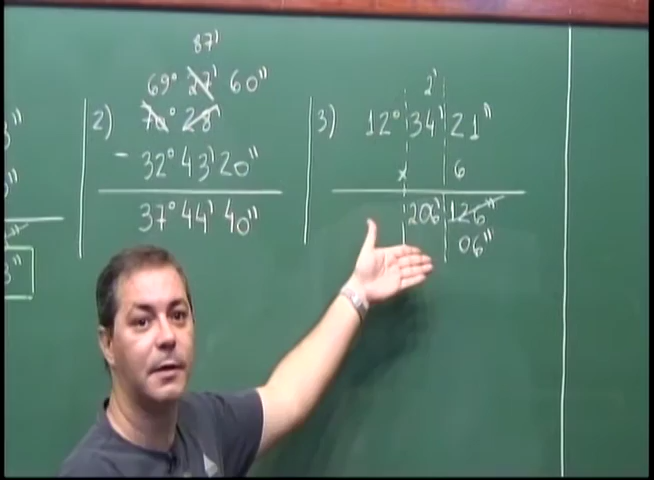 87'
69° 27' 60"
2) 70° 28'
- 32° 43' 20"
37° 44' 40"
2'
3) 12° 34' 21"
x 6
206' 126"
06"